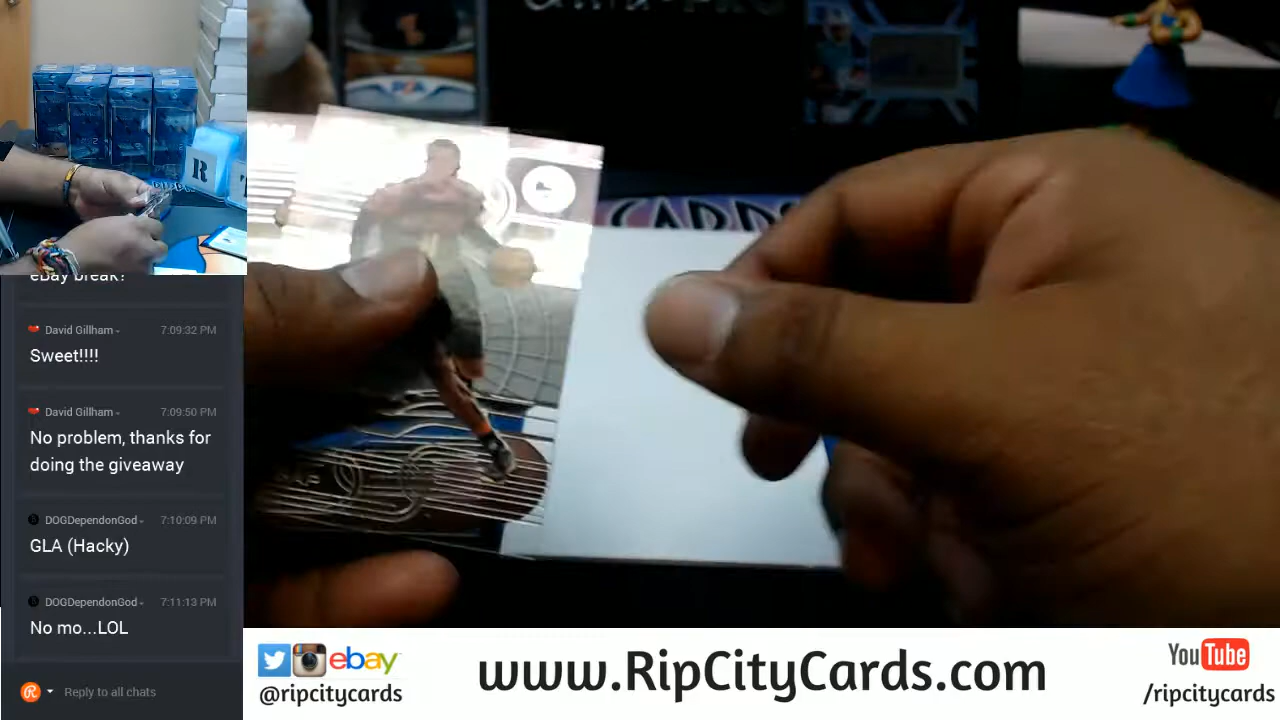 eBay break?
David Gillham 7:09:32 PM
Sweet!!!!
David Gillham 7:09:50 PM
No problem, thanks for
doing the giveaway
DOGDependonGod 7:10:09 PM
GLA (Hacky)
DOGDependonGod 7:11:13 PM
No mo...LOL
Reply to all chats
R
CARDS
ebay
@ripcitycards
www.RipCityCards.com
YouTube
/ripcitycards